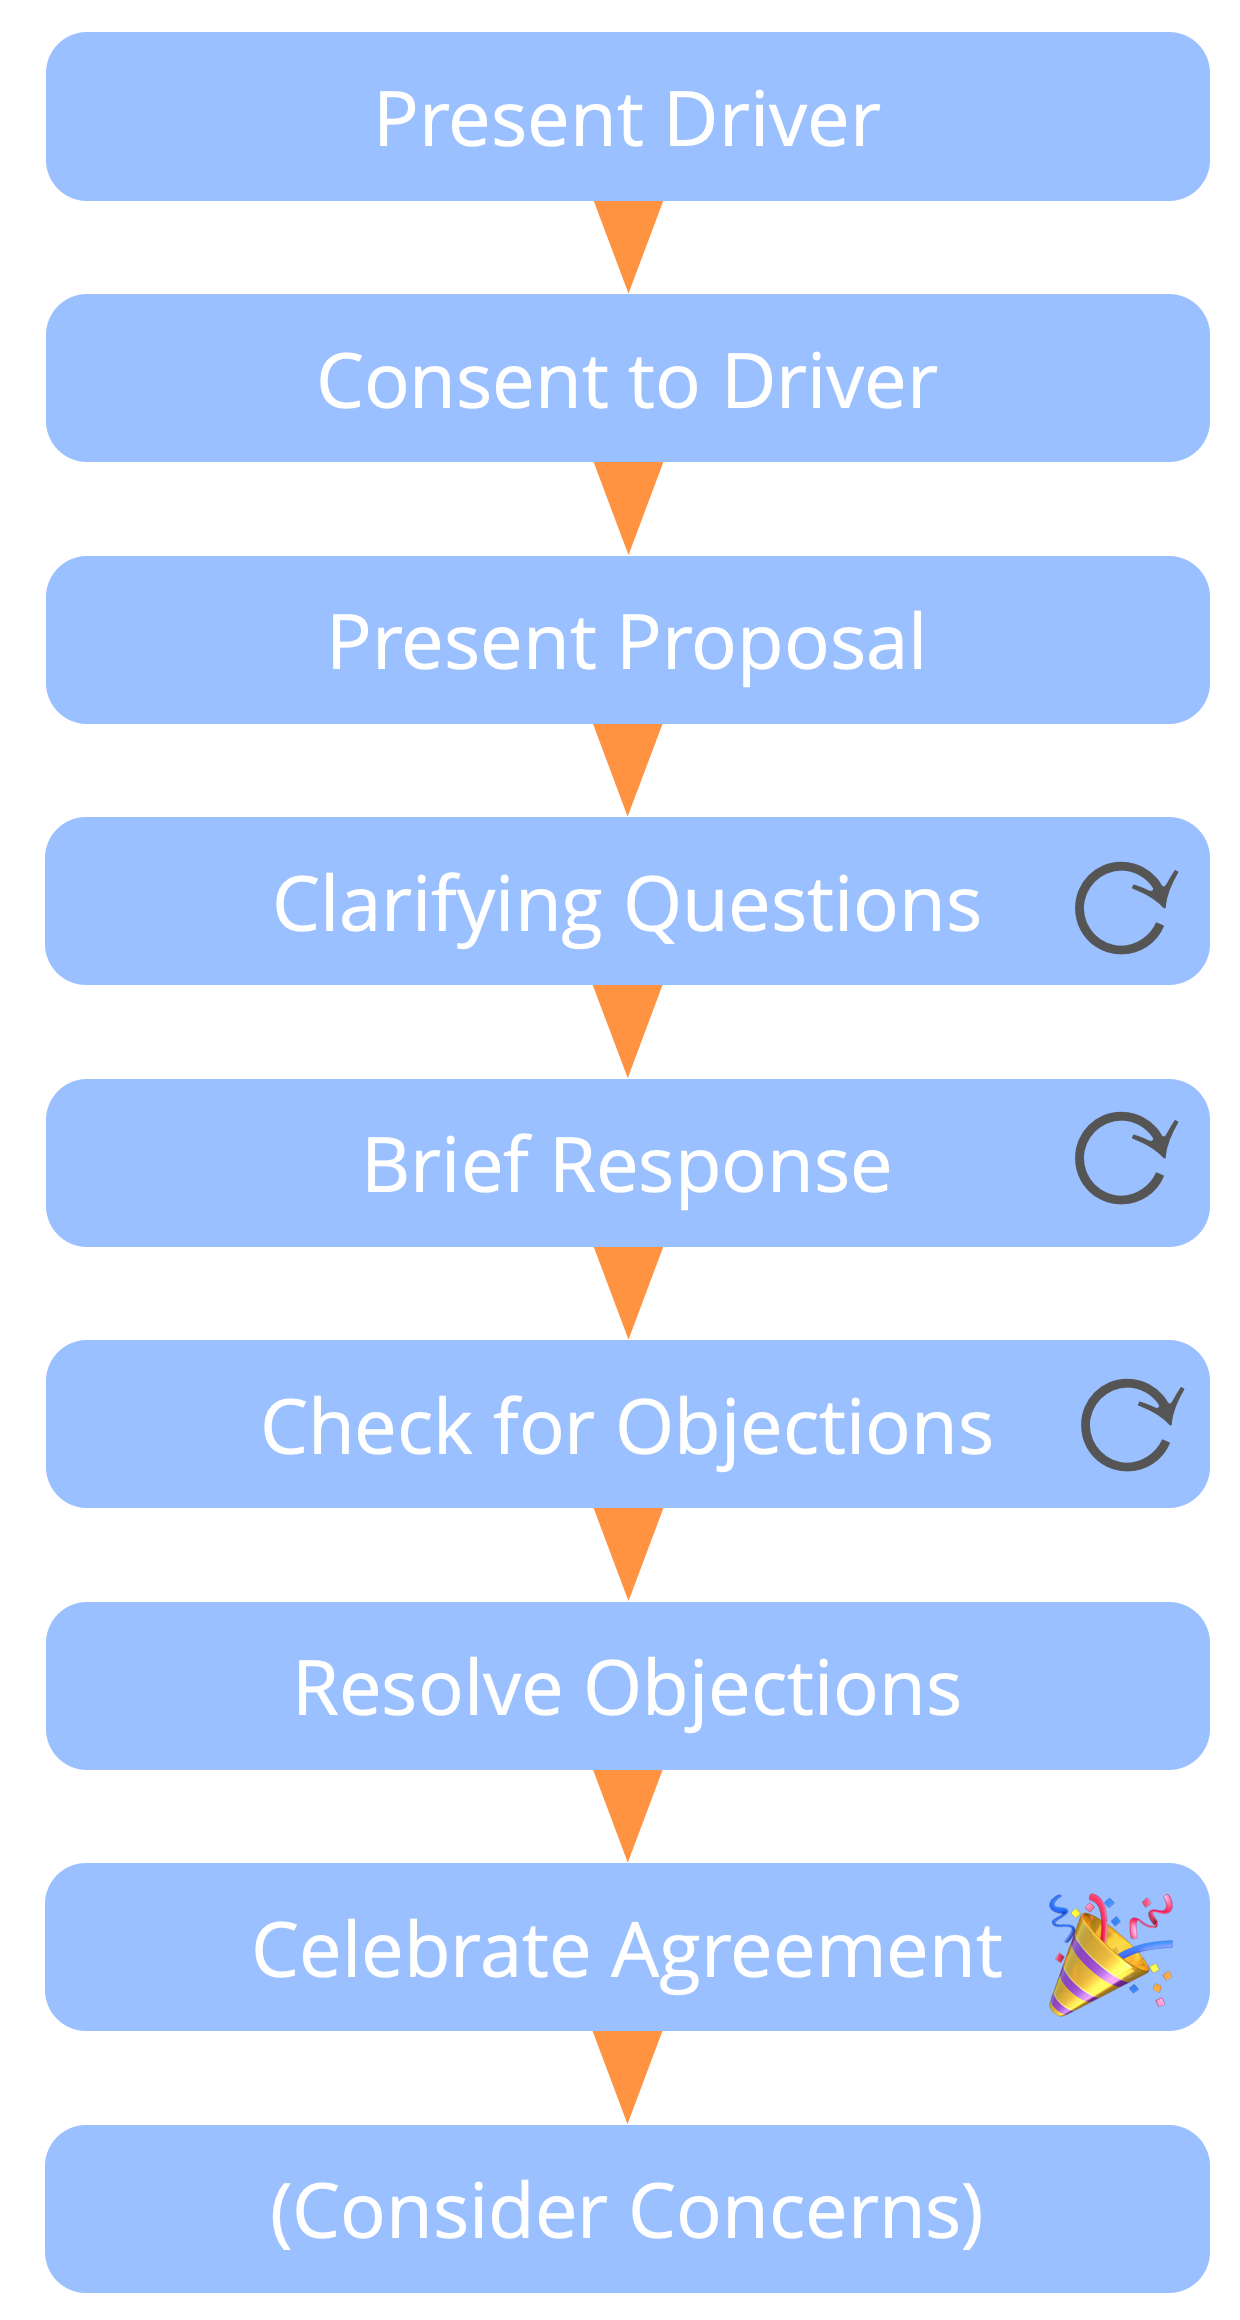 Present Driver
Consent to Driver
Present Proposal
Clarifying Questions
Brief Response
Check for Objections
Resolve Objections
Celebrate Agreement
(Consider Concerns)